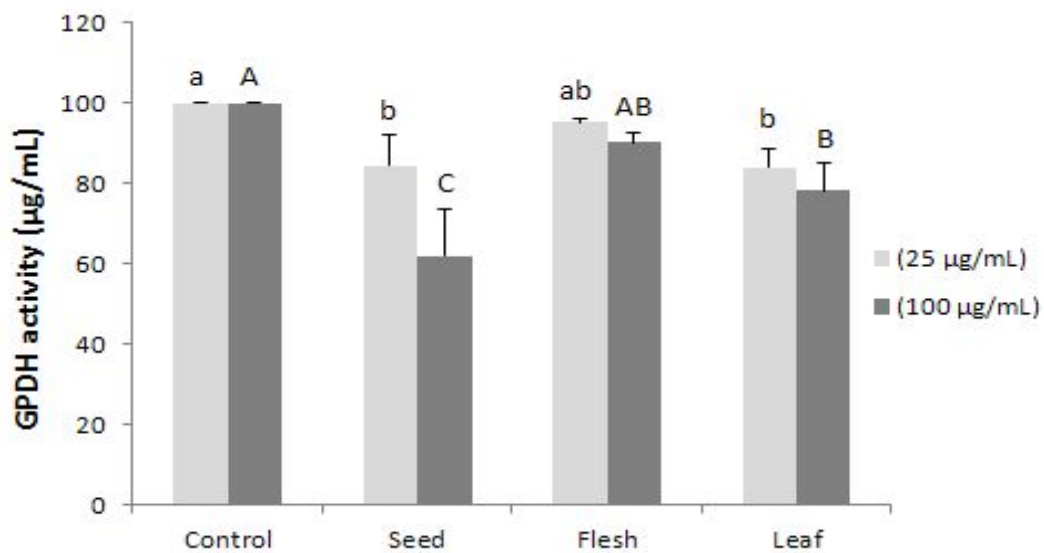 120
100
80
60
40
20
0
GPDH activity (µg/mL)
a A
b
C
ab
AB
b
B
(25 µg/mL)
(100 µg/mL)
Control Seed Flesh Leaf